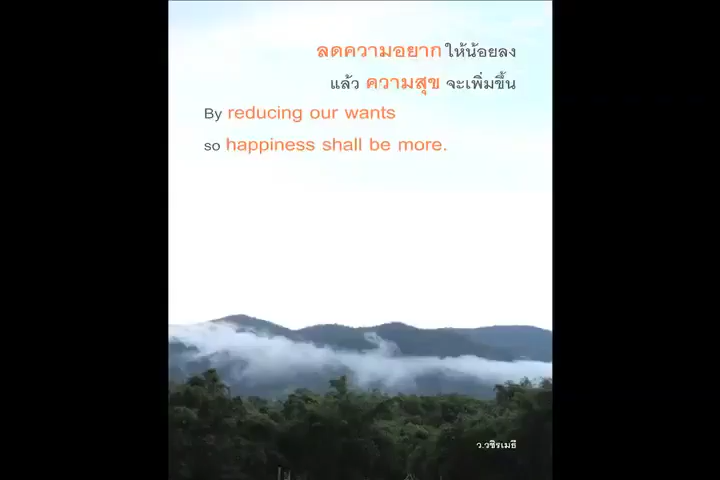 ลดความอยาก ให้น้อยลง
แล้ว ความสุข จะเพิ่มขึ้น
By reducing our wants
so happiness shall be more.
ว.วชิรเมธี